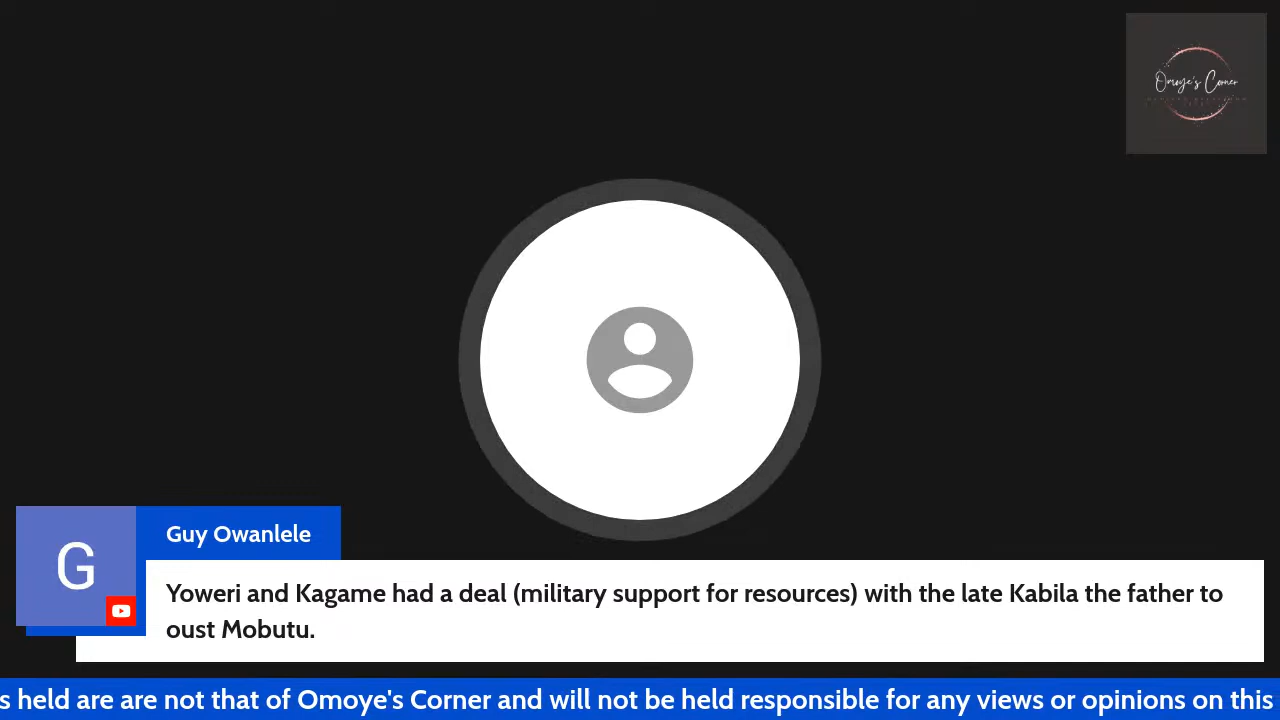 Omoye's Corner
G
Guy Owanlele
Yoweri and Kagame had a deal (military support for resources) with the late Kabila the father to
oust Mobutu.
s held are are not that of Omoye's Corner and will not be held responsible for any views or opinions on this